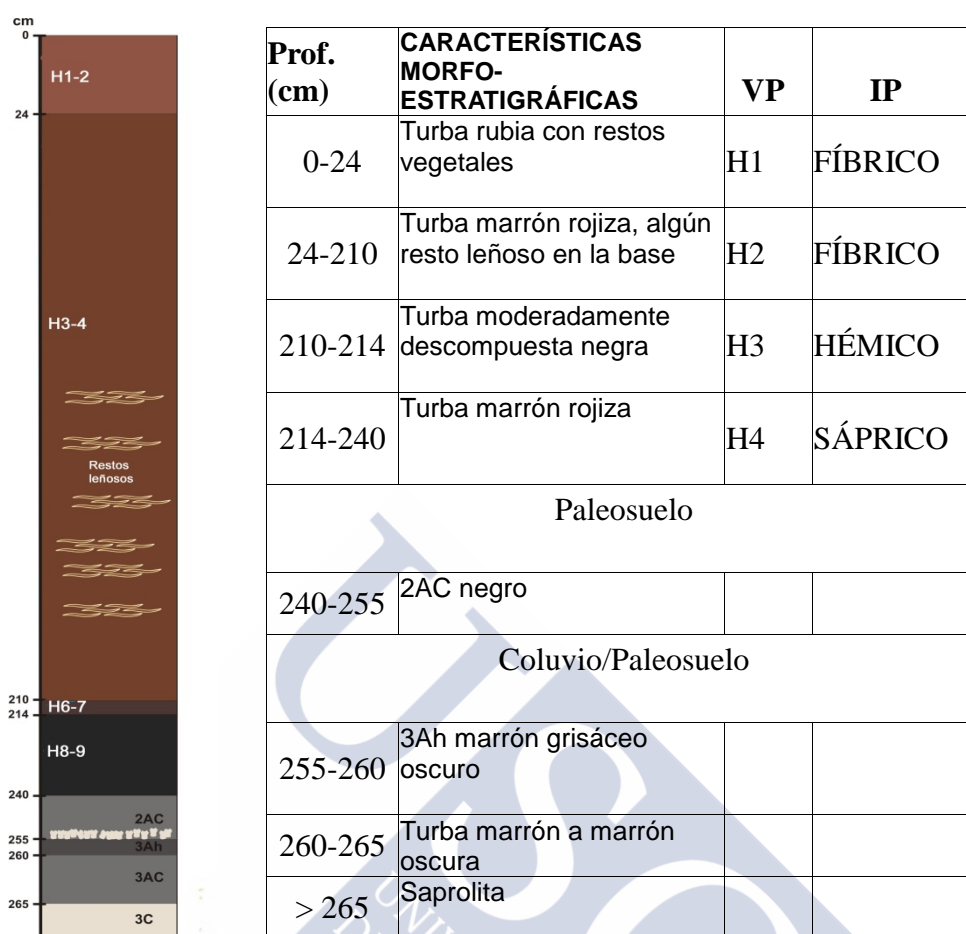 cm
0
H1-2
24
H3-4
Restos
leñosos
210
H6-7
214
H8-9
240
2AC
255
3Ah
260
3AC
265
3C
Prof.
(cm)
CARACTERÍSTICAS
MORFO-
ESTRATIGRÁFICAS
VP
IP
0-24
Turba rubia con restos
vegetales
H1
FÍBRICO
24-210
Turba marrón rojiza, algún
resto leñoso en la base
H2
FÍBRICO
210-214
Turba moderadamente
descompuesta negra
H3
HÉMICO
214-240
Turba marrón rojiza
H4
SÁPRICO
Paleosuelo
240-255
2AC negro
Coluvio/Paleosuelo
255-260
3Ah marrón grisáceo
oscuro
260-265
Turba marrón a marrón
oscura
> 265
Saprolita
USC